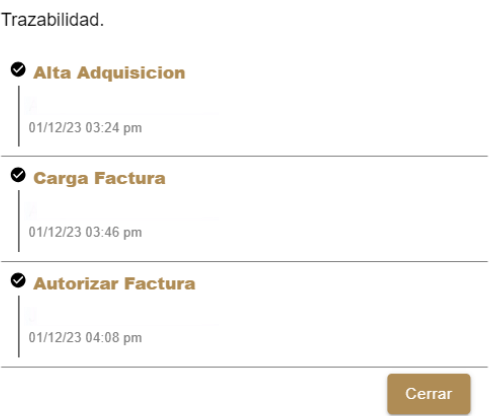 Trazabilidad.
Alta Adquisicion
01/12/23 03:24 pm
Carga Factura
01/12/23 03:46 pm
Autorizar Factura
01/12/23 04:08 pm
Cerrar